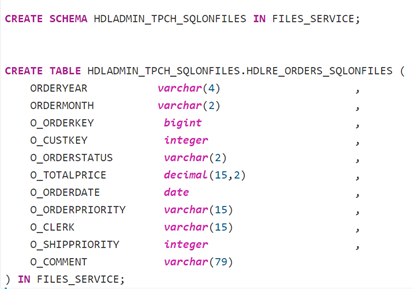 CREATE SCHEMA HDLADMIN_TPCH_SQLONFILES IN FILES_SERVICE;
CREATE TABLE HDLADMIN_TPCH_SQLONFILES.HDLRE_ORDERS_SQLONFILES (
ORDERYEAR varchar(4) ,
ORDERMONTH varchar(2) ,
O_ORDERKEY bigint ,
O_CUSTKEY integer ,
O_ORDERSTATUS varchar(2) ,
O_TOTALPRICE decimal(15,2) ,
O_ORDERDATE date ,
O_ORDERPRIORITY varchar(15) ,
O_CLERK varchar(15) ,
O_SHIPPRIORITY integer ,
O_COMMENT varchar(79)
) IN FILES_SERVICE;